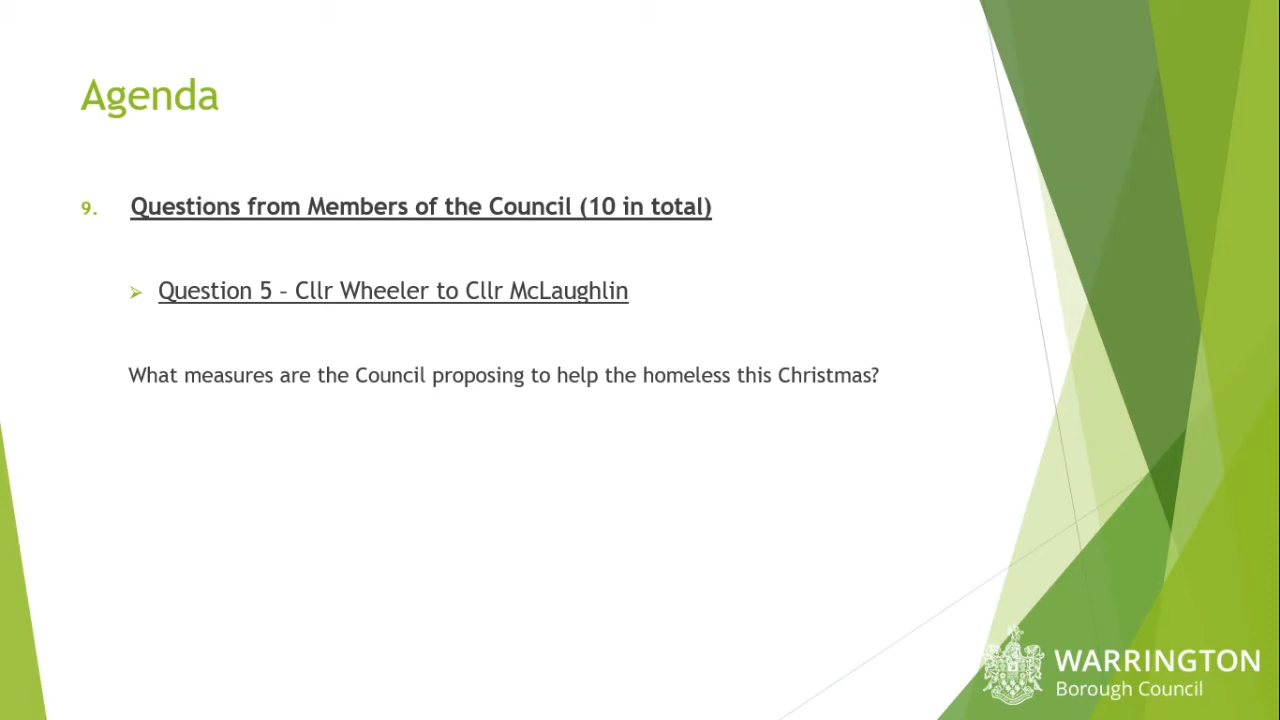 Agenda
9. Questions from Members of the Council (10 in total)
➢ Question 5 – Cllr Wheeler to Cllr McLaughlin
What measures are the Council proposing to help the homeless this Christmas?
WARRINGTON
Borough Council